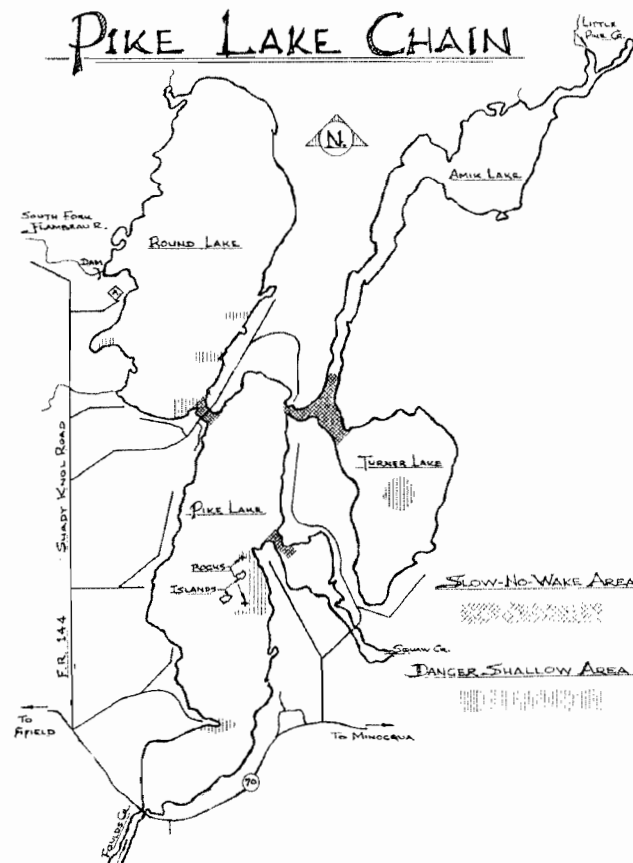 PIKE LAKE CHAIN
LITTLE
PIKE CR.
N.
AMIK LAKE
SOUTH FORK
FLAMBEAU R.
ROUND LAKE
DAM
SHADY KNOL ROAD
F.R. 144
TURNER LAKE
PIKE LAKE
ROCKS
ISLANDS
SLOW-NO-WAKE AREA
SQUAW CR.
DANGER-SHALLOW AREA
TO
FIFIELD
TO MINOCQUA
70
FOULDS CR.